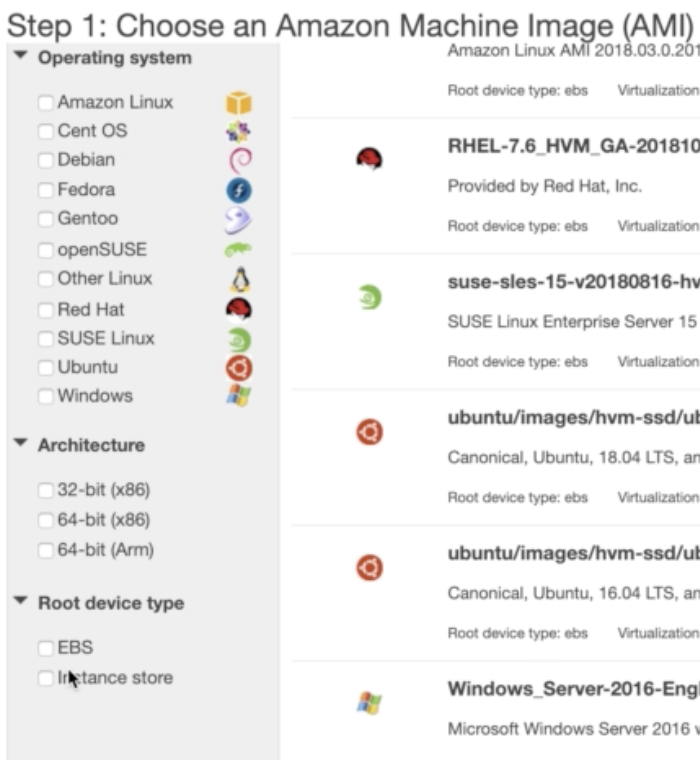 Step 1: Choose an Amazon Machine Image (AMI)
Operating system
Amazon Linux
Cent OS
Debian
Fedora
Gentoo
openSUSE
Other Linux
Red Hat
SUSE Linux
Ubuntu
Windows
Architecture
32-bit (x86)
64-bit (x86)
64-bit (Arm)
Root device type
EBS
Instance store
Amazon Linux AMI 2018.03.0.201
Root device type: ebs Virtualization
RHEL-7.6_HVM_GA-201810
Provided by Red Hat, Inc.
Root device type: ebs Virtualization
suse-sles-15-v20180816-hv
SUSE Linux Enterprise Server 15
Root device type: ebs Virtualization
ubuntu/images/hvm-ssd/ub
Canonical, Ubuntu, 18.04 LTS, an
Root device type: ebs Virtualization
ubuntu/images/hvm-ssd/ub
Canonical, Ubuntu, 16.04 LTS, an
Root device type: ebs Virtualization
Windows_Server-2016-Engl
Microsoft Windows Server 2016 v